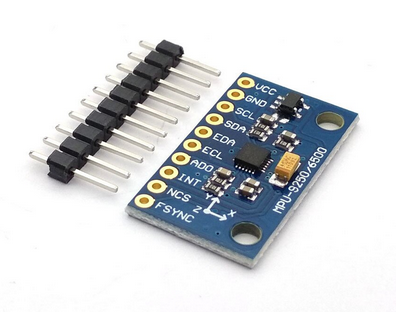 VCC
GND
SCL
SDA
EDA
ECL
ADO
INT
NCS
FSYNC
Y
Z
X
MPU-9250/6500